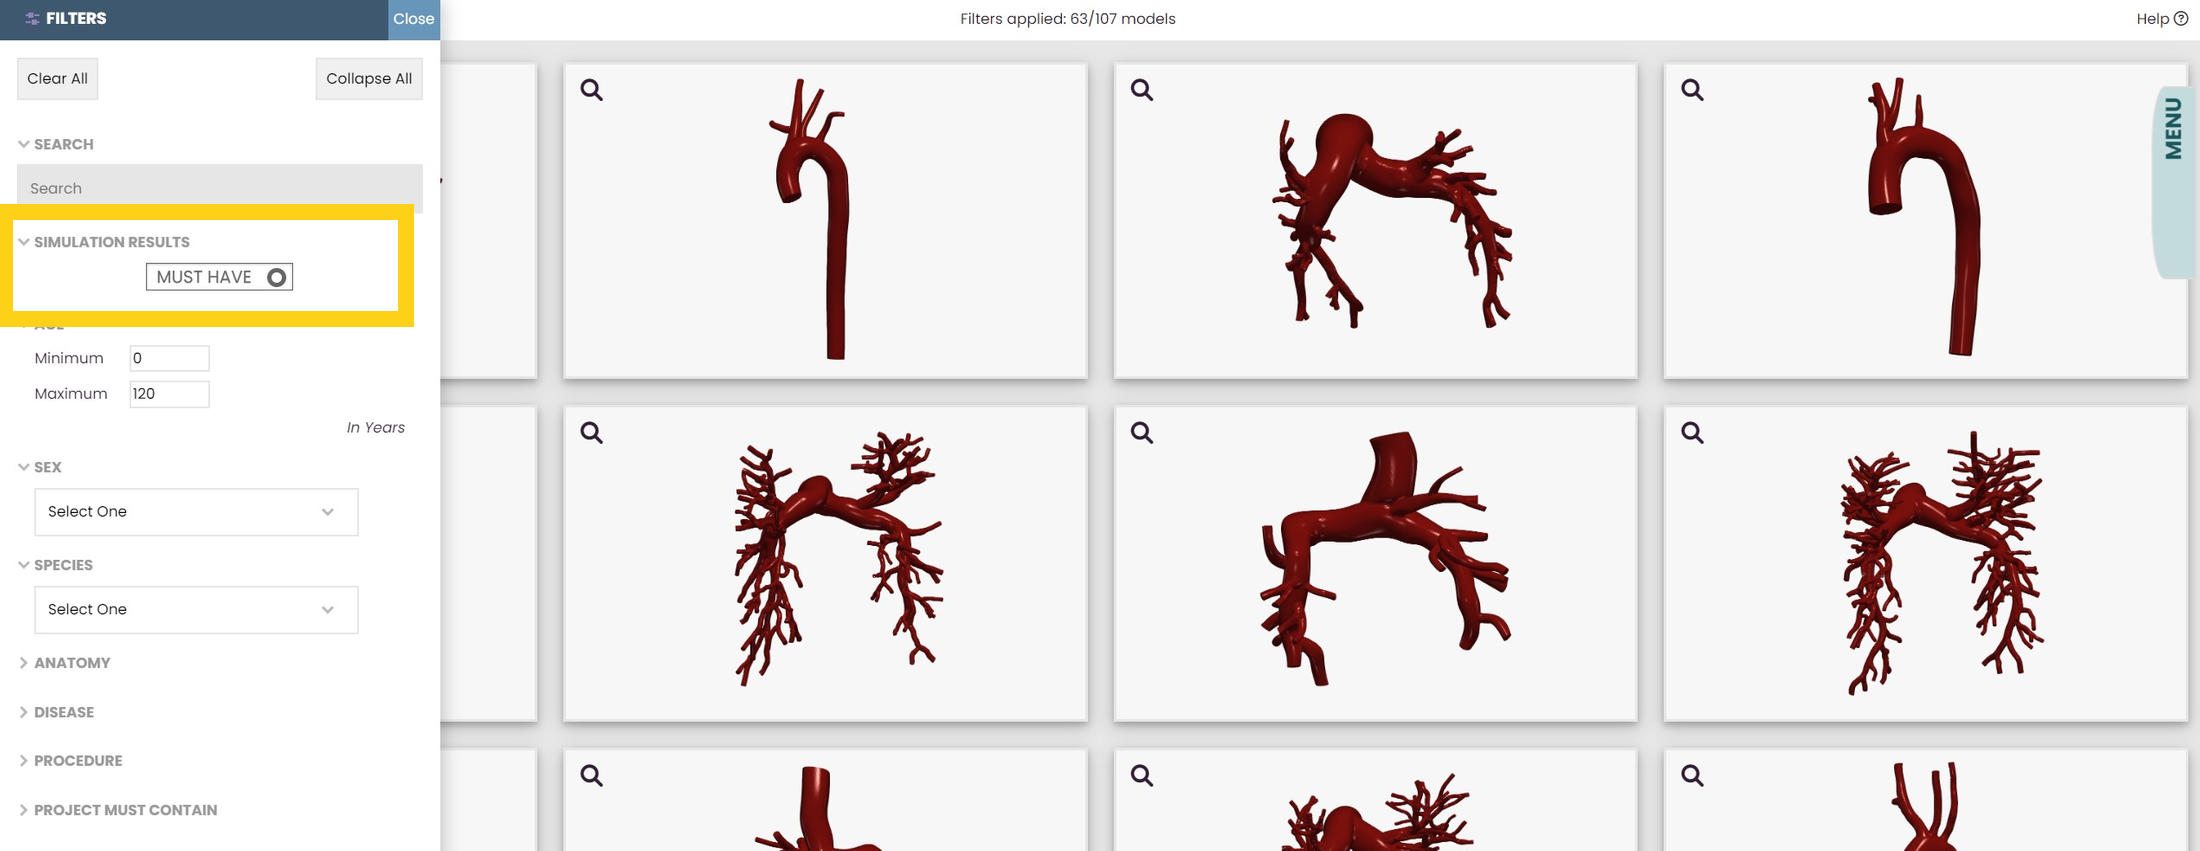 FILTERS
Close
Filters applied: 63/107 models
Help
Clear All
Collapse All
SEARCH
Search
SIMULATION RESULTS
MUST HAVE
Minimum 0
Maximum 120
In Years
SEX
Select One
SPECIES
Select One
ANATOMY
DISEASE
PROCEDURE
PROJECT MUST CONTAIN
MENU